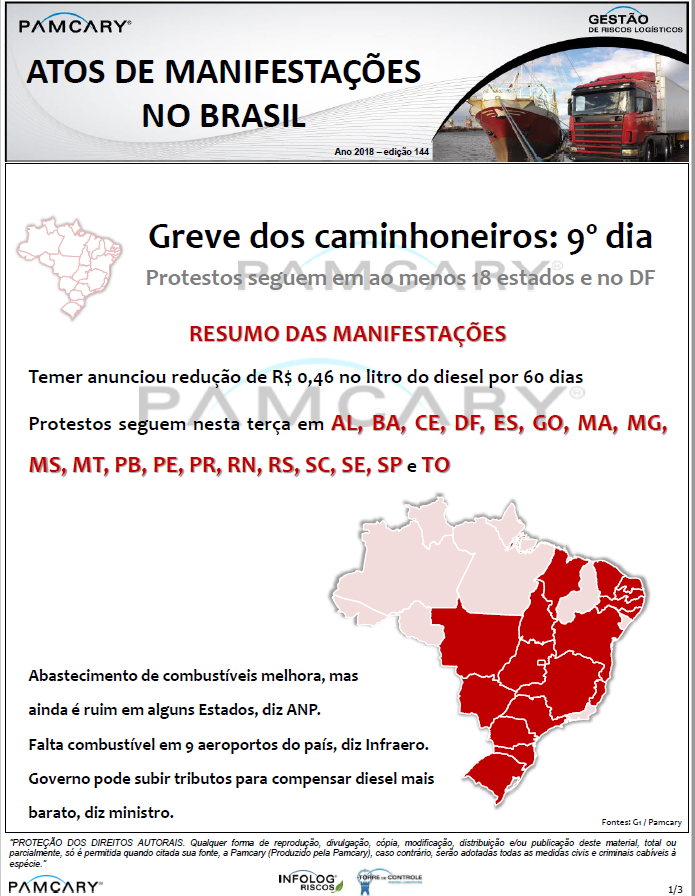 PAMCARY®
GESTÃO
DE RISCOS LOGÍSTICOS
ATOS DE MANIFESTAÇÕES
NO BRASIL
Ano 2018 – edição 144
Greve dos caminhoneiros: 9º dia
Protestos seguem em ao menos 18 estados e no DF
PAMCARY®
RESUMO DAS MANIFESTAÇÕES
Temer anunciou redução de R$ 0,46 no litro do diesel por 60 dias
PAMCARY®
Protestos seguem nesta terça em AL, BA, CE, DF, ES, GO, MA, MG,
MS, MT, PB, PE, PR, RN, RS, SC, SE, SP e TO
Abastecimento de combustíveis melhora, mas
ainda é ruim em alguns Estados, diz ANP.
Falta combustível em 9 aeroportos do país, diz Infraero.
Governo pode subir tributos para compensar diesel mais
barato, diz ministro.
Fontes: G1 / Pamcary
"PROTEÇÃO DOS DIREITOS AUTORAIS. Qualquer forma de reprodução, divulgação, cópia, modificação, distribuição e/ou publicação deste material, total ou
parcialmente, só é permitida quando citada sua fonte, a Pamcary (Produzido pela Pamcary), caso contrário, serão adotadas todas as medidas civis e criminais cabíveis à
espécie."
PAMCARY®
INFOLOG
RISCOS
TORRE DE CONTROLE
1/3